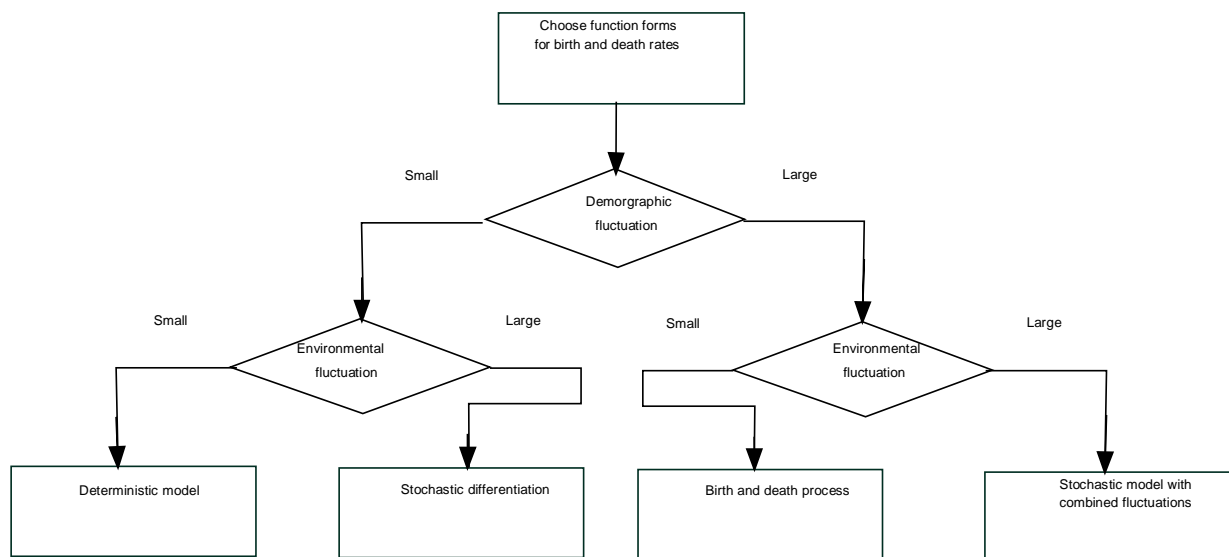 Choose function forms
for birth and death rates
Small
Large
Demorgraphic
fluctuation
Small
Large
Small
Large
Environmental
fluctuation
Environmental
fluctuation
Deterministic model
Stochastic differentiation
Birth and death process
Stochastic model with
combined fluctuations